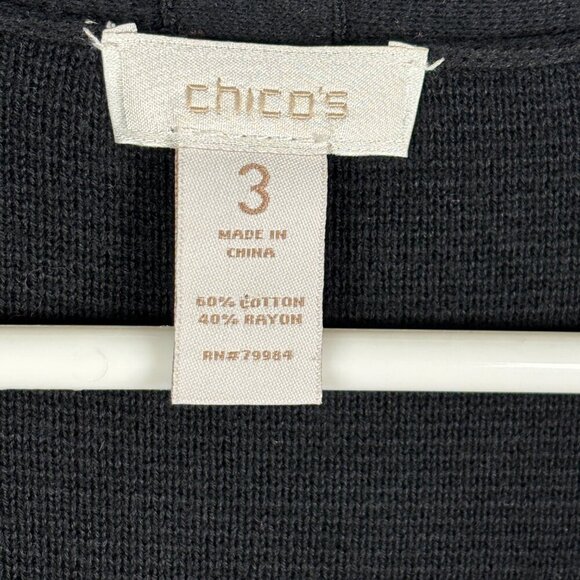 chico's
3
MADE IN
CHINA
60% COTTON
40% RAYON
RN#79984